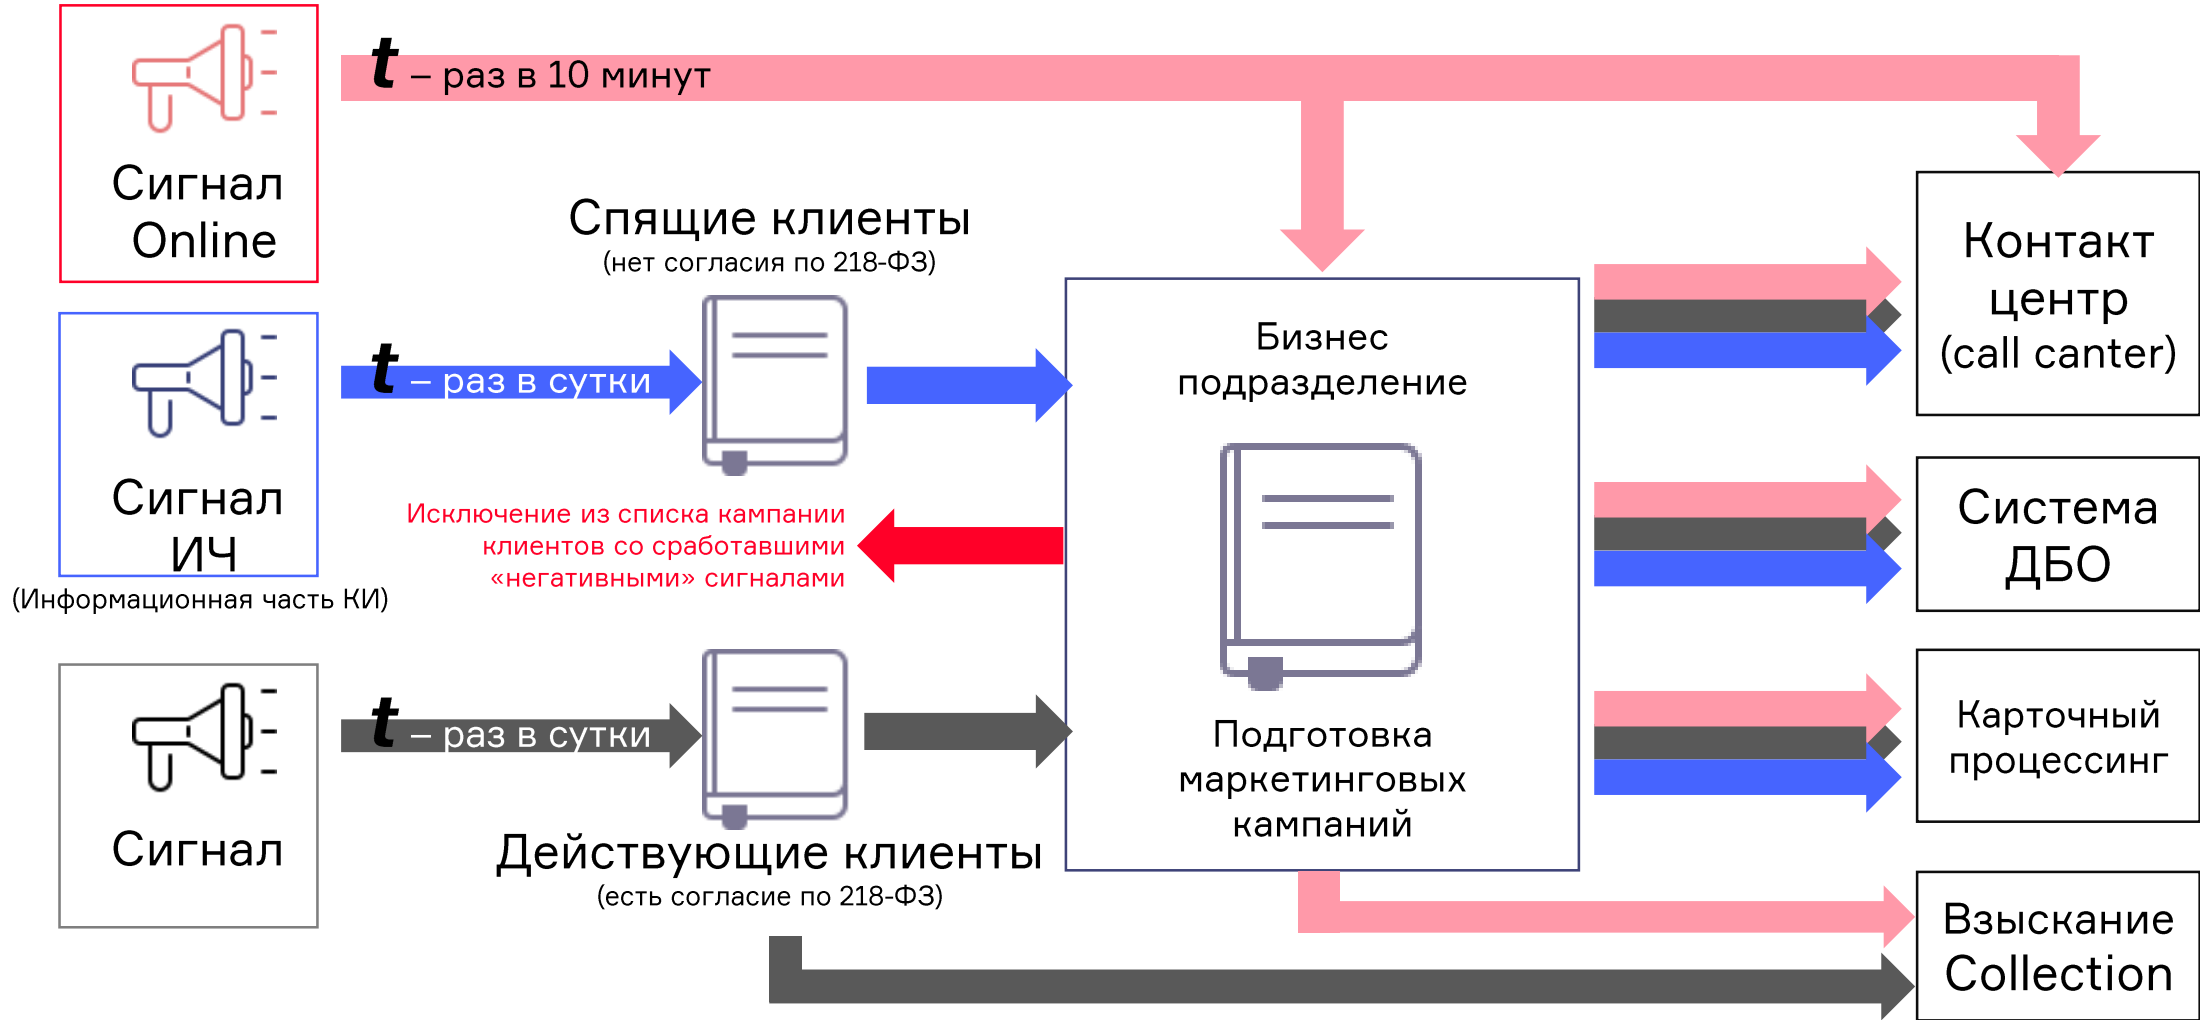 Сигнал
Online
t – раз в 10 минут
Сигнал
ИЧ
(Информационная часть КИ)
t – раз в сутки
Спящие клиенты
(нет согласия по 218-ФЗ)
Исключение из списка кампании
клиентов со сработавшими
«негативными» сигналами
Сигнал
t – раз в сутки
Действующие клиенты
(есть согласие по 218-ФЗ)
Бизнес
подразделение
Подготовка
маркетинговых
кампаний
Контакт
центр
(call canter)
Система
ДБО
Карточный
процессинг
Взыскание
Collection